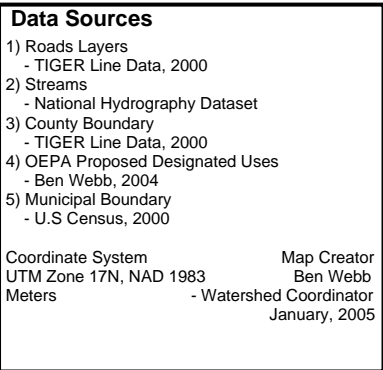 Data Sources
1) Roads Layers
- TIGER Line Data, 2000
2) Streams
- National Hydrography Dataset
3) County Boundary
- TIGER Line Data, 2000
4) OEPA Proposed Designated Uses
- Ben Webb, 2004
5) Municipal Boundary
- U.S Census, 2000
Coordinate System
UTM Zone 17N, NAD 1983
Meters
Map Creator
Ben Webb
- Watershed Coordinator
January, 2005